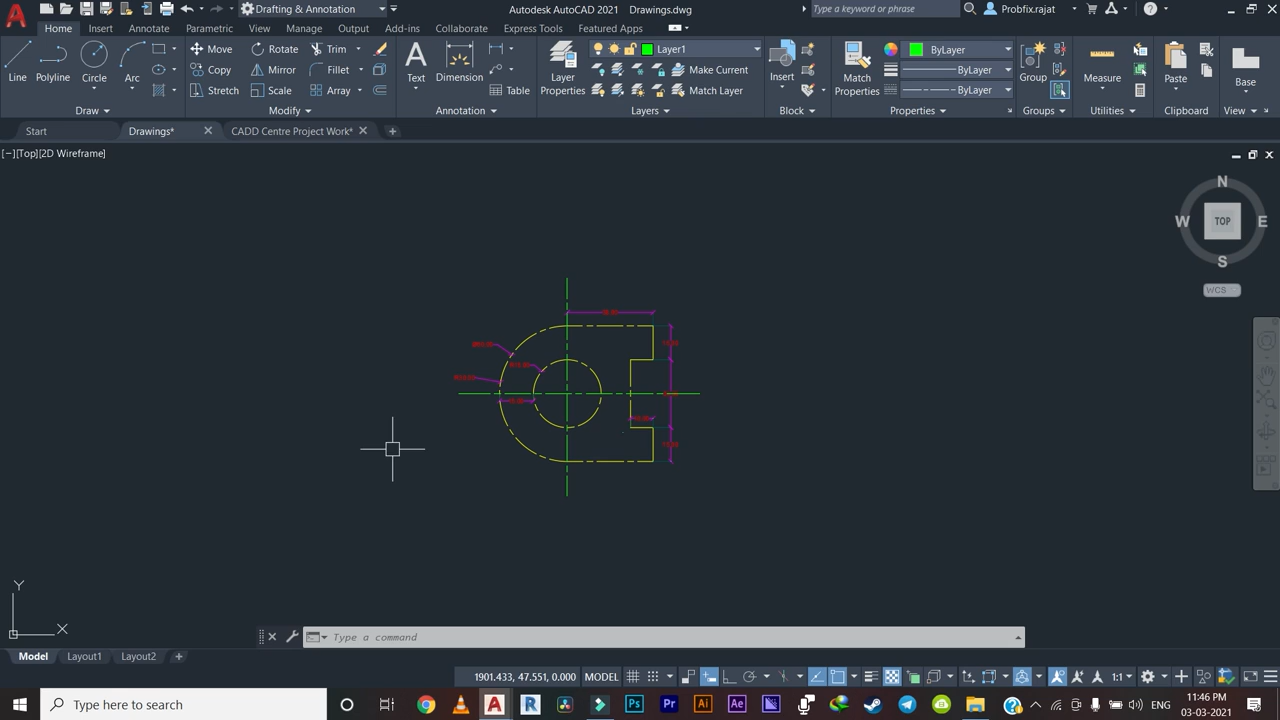 Drafting & Annotation
Autodesk AutoCAD 2021 Drawings.dwg
Type a keyword or phrase
Probfix.rajat
Home Insert Annotate Parametric View Manage Output Add-ins Collaborate Express Tools Featured Apps
Line Polyline Circle Arc
Move Rotate Trim
Copy Mirror Fillet
Stretch Scale Array
Text Dimension Table
Layer Properties
Layer1
Make Current
Match Layer
Insert
Match Properties
ByLayer
ByLayer
ByLayer
Group
Measure
Paste
Base
Draw Modify Annotation Layers Block Properties Groups Utilities Clipboard
Start Drawings* CADD Centre Project Work*
[−][Top][2D Wireframe]
N
W TOP E
S
WCS
Y
X
Type a command
Model Layout1 Layout2
1901.433, 47.551, 0.000 MODEL 1:1
Type here to search
ENG
11:46 PM
03-03-2021